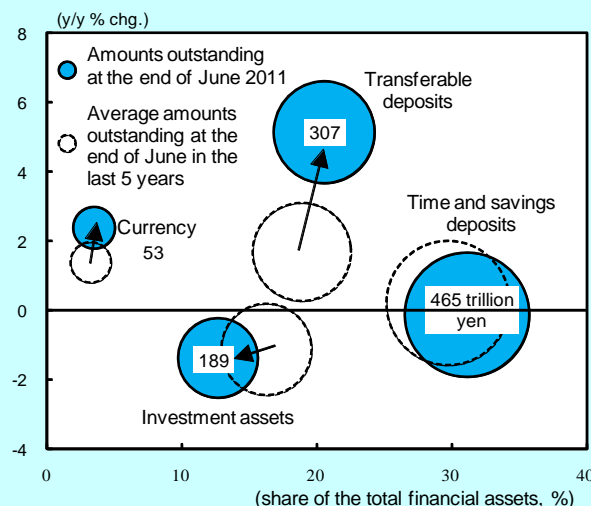 (y/y % chg.)
8
6
4
2
0
-2
-4
Amounts outstanding
at the end of June 2011
Average amounts
outstanding at the
end of June in the
last 5 years
Transferable
deposits
307
Currency
53
Time and savings
deposits
465 trillion
yen
189
Investment assets
0
10
20
30
40
(share of the total financial assets, %)